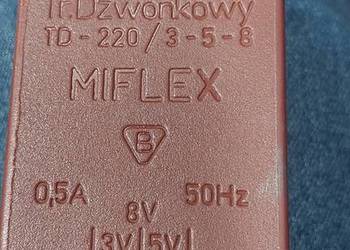 Tr.Dzwonkowy
TD-220/3-5-8
MIFLEX
B
0,5A 50Hz
8V
|3V|5V|